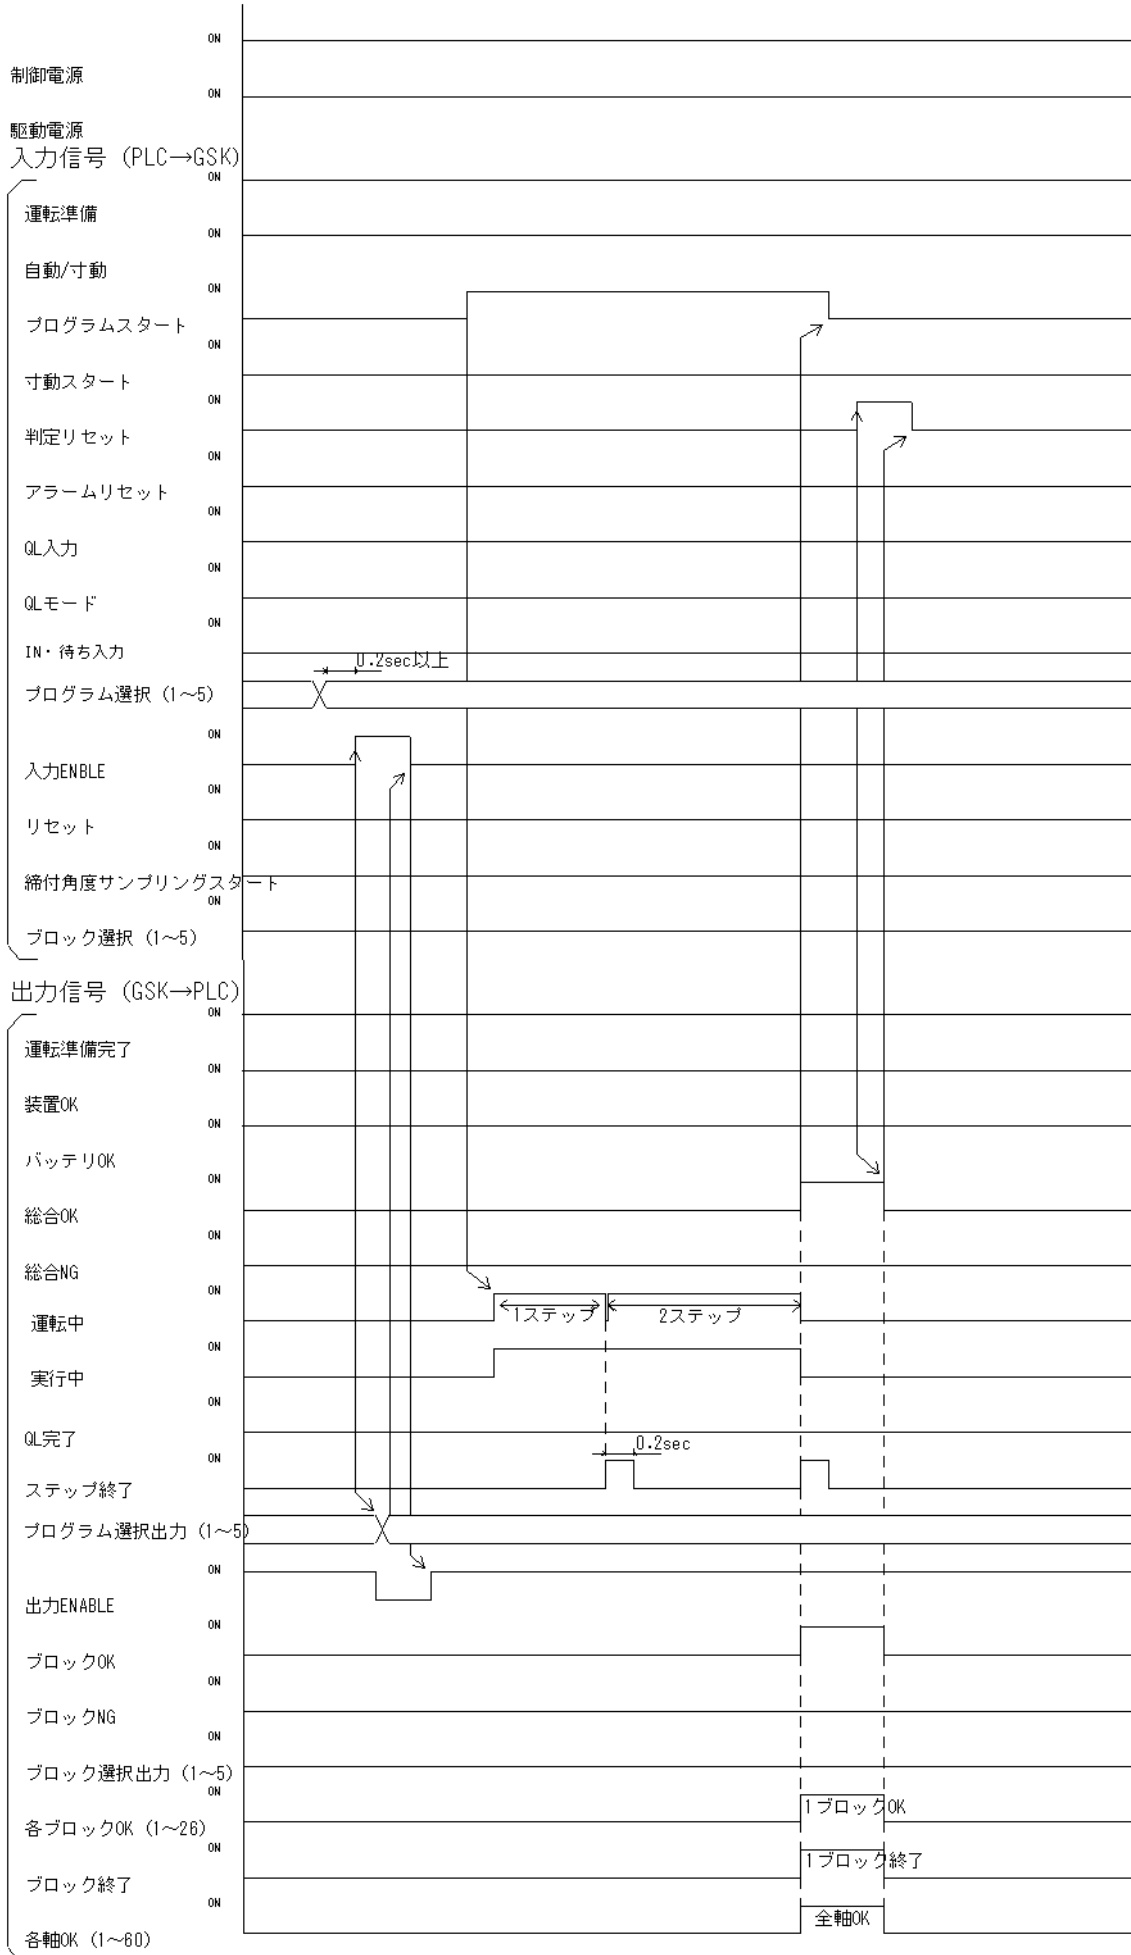 ON
制御電源
ON
駆動電源
入力信号 (PLC→GSK)
ON
運転準備
ON
自動/寸動
ON
プログラムスタート
ON
寸動スタート
ON
判定リセット
ON
アラームリセット
ON
QL入力
ON
QLモード
ON
IN・待ち入力
0.2sec以上
プログラム選択 (1～5)
ON
入力ENBLE
ON
リセット
ON
締付角度サンプリングスタート
ON
ブロック選択 (1～5)
出力信号 (GSK→PLC)
ON
運転準備完了
ON
装置OK
ON
バッテリOK
ON
総合OK
ON
総合NG
ON
1ステップ 2ステップ
運転中
ON
実行中
ON
QL完了
0.2sec
ON
ステップ終了
プログラム選択出力 (1～5)
ON
出力ENABLE
ON
ブロックOK
ON
ブロックNG
ON
ブロック選択出力 (1～5)
ON
1ブロックOK
各ブロックOK (1～26)
ON
1ブロック終了
ブロック終了
ON
全軸OK
各軸OK (1～60)